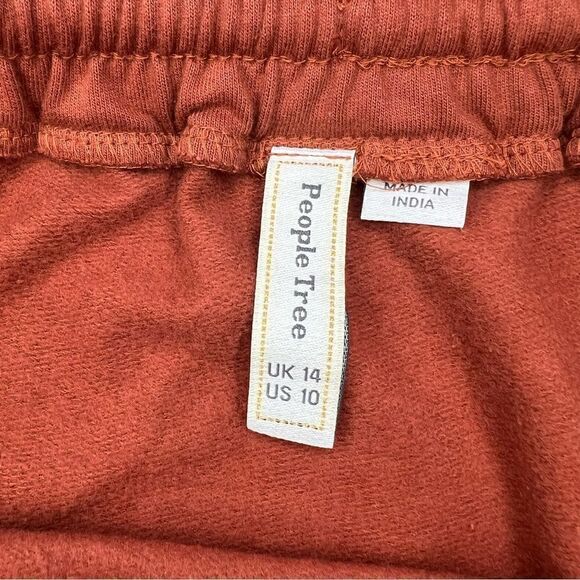 People Tree
UK 14
US 10
MADE IN
INDIA